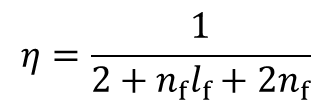 η = 1 / (2 + n_f l_f + 2n_f)